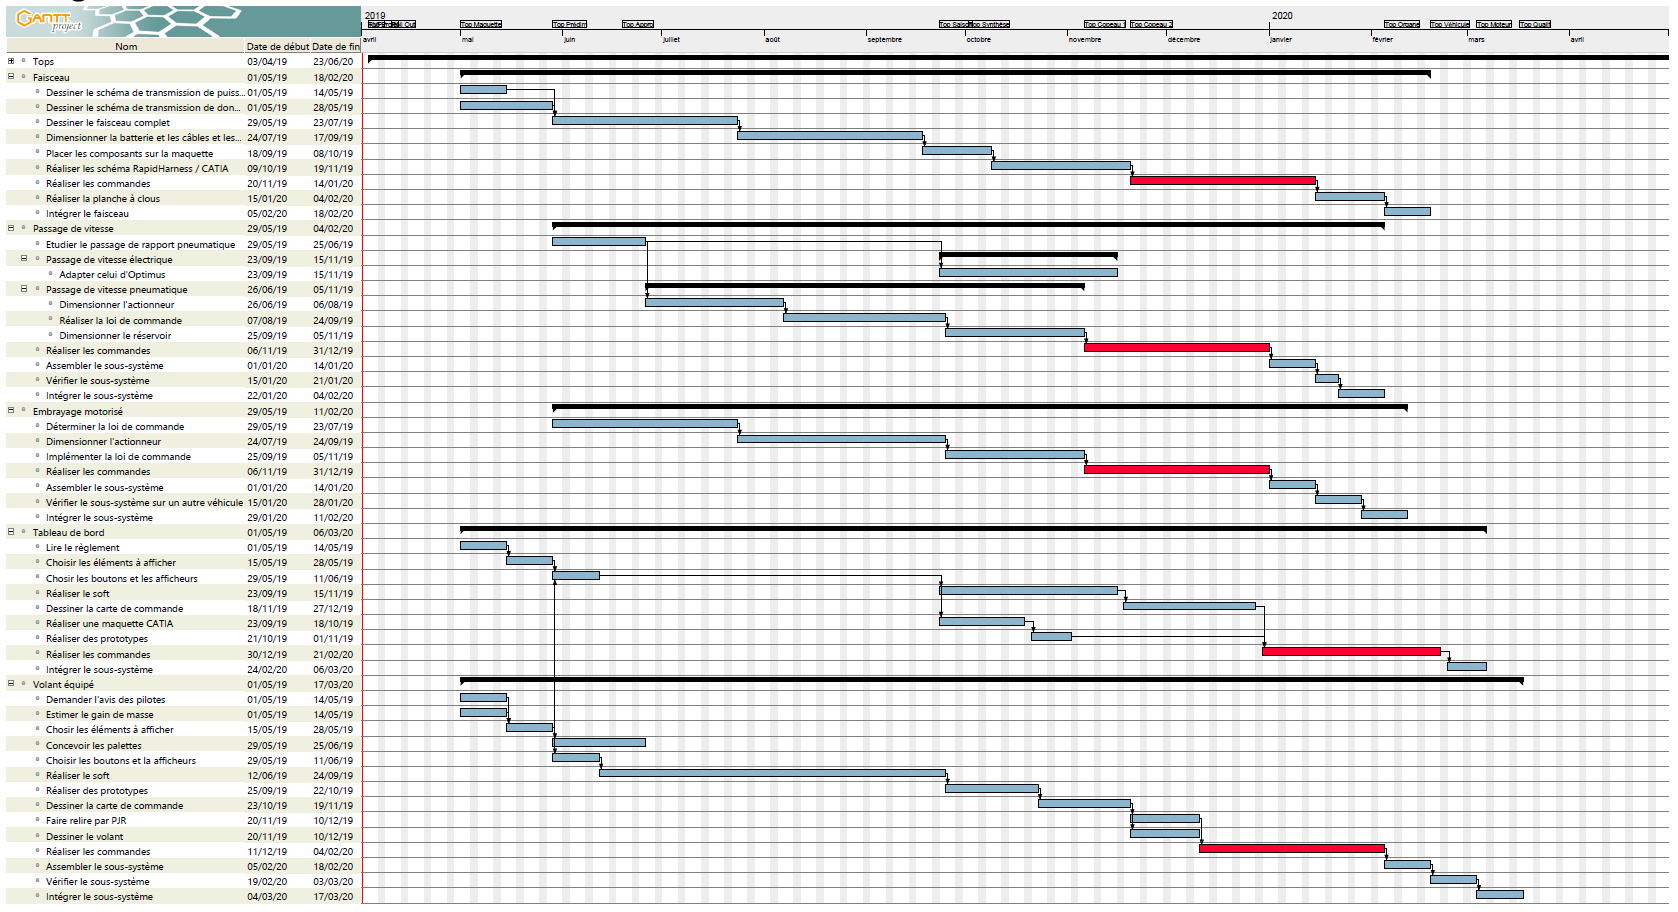 GANTT
project
2019
2020
Top Maquette
Top Prédim
Top Appro
Top Synthèse
Top Copeau 1
Top Copeau 2
Top Organe
Top Véhicule
Top Moteur
Top Qualif
Nom Date de début Date de fin
avril mai juin juillet août septembre octobre novembre décembre janvier février mars avril
Tops 03/04/19 23/06/20
Faisceau 01/05/19 18/02/20
Dessiner le schéma de transmission de puiss... 01/05/19 14/05/19
Dessiner le schéma de transmission de don... 01/05/19 28/05/19
Dessiner le faisceau complet 29/05/19 23/07/19
Dimensionner la batterie et les câbles et les... 24/07/19 17/09/19
Placer les composants sur la maquette 18/09/19 08/10/19
Réaliser les schéma RapidHarness / CATIA 09/10/19 19/11/19
Réaliser les commandes 20/11/19 14/01/20
Réaliser la planche à clous 15/01/20 04/02/20
Intégrer le faisceau 05/02/20 18/02/20
Passage de vitesse 29/05/19 04/02/20
Etudier le passage de rapport pneumatique 29/05/19 25/06/19
Passage de vitesse électrique 23/09/19 15/11/19
Adapter celui d'Optimus 23/09/19 15/11/19
Passage de vitesse pneumatique 26/06/19 05/11/19
Dimensionner l'actionneur 26/06/19 06/08/19
Réaliser la loi de commande 07/08/19 24/09/19
Dimensionner le réservoir 25/09/19 05/11/19
Réaliser les commandes 06/11/19 31/12/19
Assembler le sous-système 01/01/20 14/01/20
Vérifier le sous-système 15/01/20 21/01/20
Intégrer le sous-système 22/01/20 04/02/20
Embrayage motorisé 29/05/19 11/02/20
Déterminer la loi de commande 29/05/19 23/07/19
Dimensionner l'actionneur 24/07/19 24/09/19
Implémenter la loi de commande 25/09/19 05/11/19
Réaliser les commandes 06/11/19 31/12/19
Assembler le sous-système 01/01/20 14/01/20
Vérifier le sous-système sur un autre véhicule 15/01/20 28/01/20
Intégrer le sous-système 29/01/20 11/02/20
Tableau de bord 01/05/19 06/03/20
Lire le règlement 01/05/19 14/05/19
Choisir les éléments à afficher 15/05/19 28/05/19
Chosir les boutons et les afficheurs 29/05/19 11/06/19
Réaliser le soft 23/09/19 15/11/19
Dessiner la carte de commande 18/11/19 27/12/19
Réaliser une maquette CATIA 23/09/19 18/10/19
Réaliser des prototypes 21/10/19 01/11/19
Réaliser les commandes 30/12/19 21/02/20
Intégrer le sous-système 24/02/20 06/03/20
Volant équipé 01/05/19 17/03/20
Demander l'avis des pilotes 01/05/19 14/05/19
Estimer le gain de masse 01/05/19 14/05/19
Chosir les éléments à afficher 15/05/19 28/05/19
Concevoir les palettes 29/05/19 25/06/19
Choisir les boutons et la afficheurs 29/05/19 11/06/19
Réaliser le soft 12/06/19 24/09/19
Réaliser des prototypes 25/09/19 22/10/19
Dessiner la carte de commande 23/10/19 19/11/19
Faire relire par PJR 20/11/19 10/12/19
Dessiner le volant 20/11/19 10/12/19
Réaliser les commandes 11/12/19 04/02/20
Assembler le sous-système 05/02/20 18/02/20
Vérifier le sous-système 19/02/20 03/03/20
Intégrer le sous-système 04/03/20 17/03/20